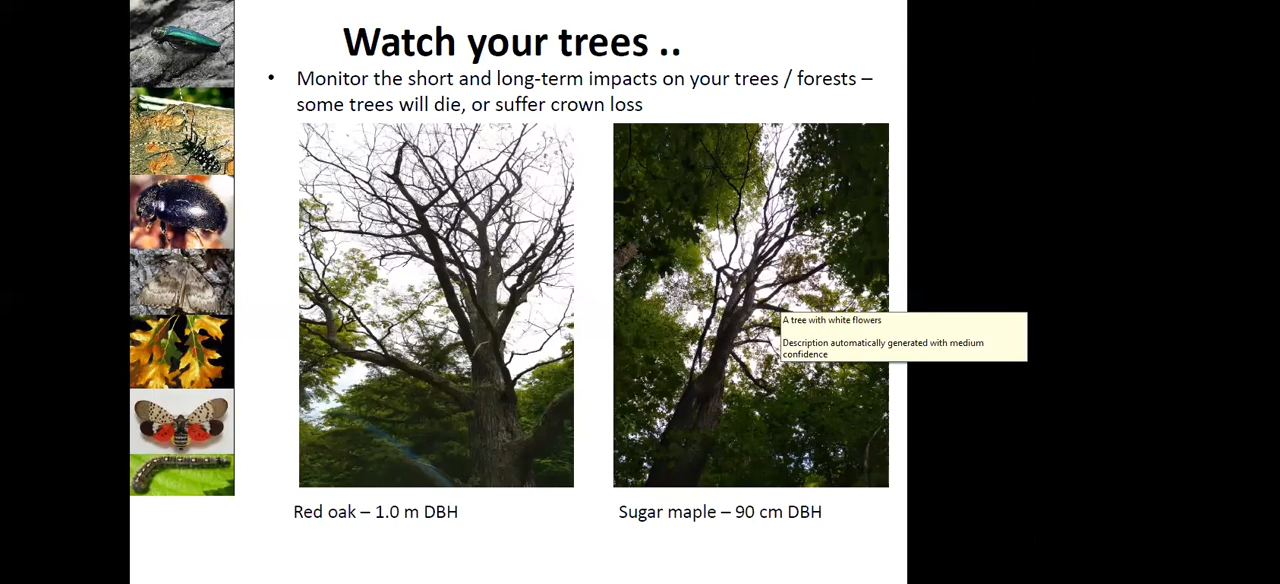 Watch your trees ..
• Monitor the short and long-term impacts on your trees / forests –
some trees will die, or suffer crown loss
A tree with white flowers
Description automatically generated with medium
confidence
Red oak – 1.0 m DBH
Sugar maple – 90 cm DBH